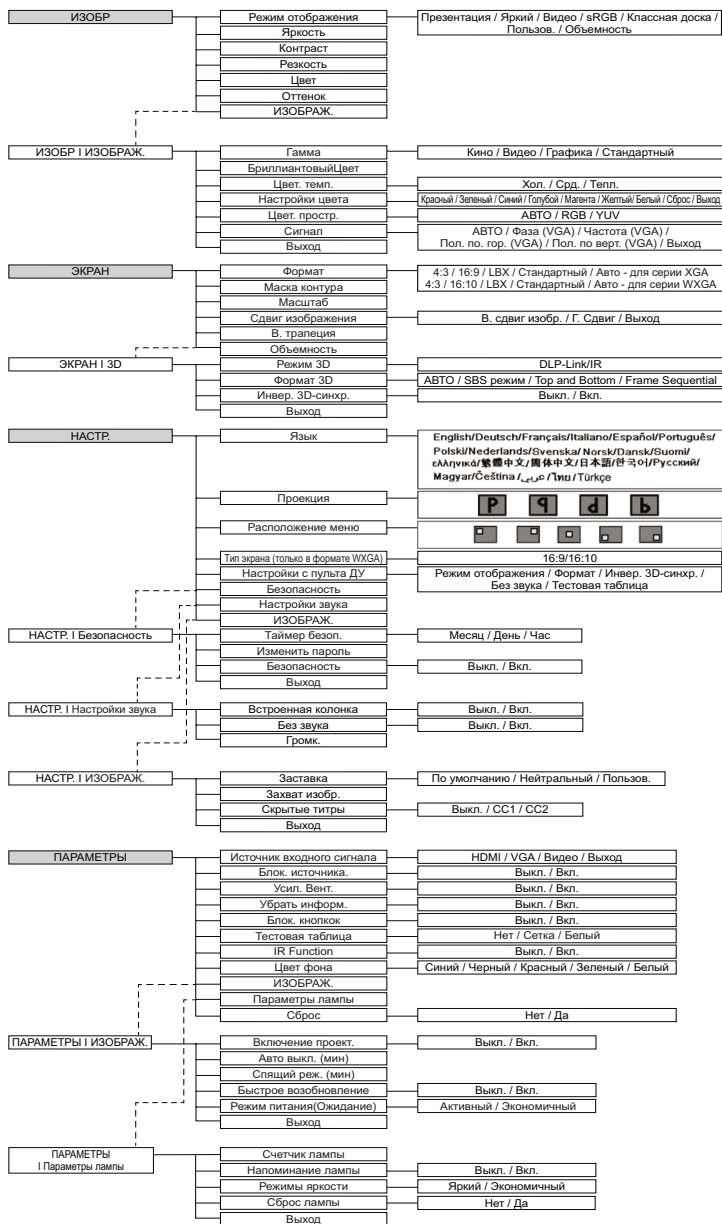 ИЗОБР
Режим отображения
Презентация / Яркий / Видео / sRGB / Классная доска /
Пользов. / Объемность
Яркость
Контраст
Резкость
Цвет
Оттенок
ИЗОБРАЖ.
ИЗОБР I ИЗОБРАЖ.
Гамма
Кино / Видео / Графика / Стандартный
БриллиантовыйЦвет
Цвет. темп.
Хол. / Срд. / Тепл.
Настройки цвета
Красный / Зеленый / Синий / Голубой / Магента / Желтый/ Белый / Сброс / Выход
Цвет. простр.
АВТО / RGB / YUV
Сигнал
АВТО / Фаза (VGA) / Частота (VGA) /
Пол. по. гор. (VGA) / Пол. по верт. (VGA) / Выход
Выход
ЭКРАН
Формат
4:3 / 16:9 / LBX / Стандартный / Авто - для серии XGA
4:3 / 16:10 / LBX / Стандартный / Авто - для серии WXGA
Маска контура
Масштаб
Сдвиг изображения
В. сдвиг изобр. / Г. Сдвиг / Выход
В. трапеция
Объемность
ЭКРАН I 3D
Режим 3D
DLP-Link/IR
Формат 3D
АВТО / SBS режим / Top and Bottom / Frame Sequential
Инвер. 3D-синхр.
Выкл. / Вкл.
Выход
НАСТР.
Язык
English/Deutsch/Français/Italiano/Español/Português/
Polski/Nederlands/Svenska/ Norsk/Dansk/Suomi/
ελληνικά/繁體中文/簡体中文/日本語/한국어/Русский/
Magyar/Čeština /عربي/ไทย/Türkçe
Проекция
P
Расположение меню
Тип экрана (только в формате WXGA)
16:9/16:10
Настройки с пульта ДУ
Режим отображения / Формат / Инвер. 3D-синхр. /
Без звука / Тестовая таблица
Безопасность
Настройки звука
ИЗОБРАЖ.
НАСТР. I Безопасность
Таймер безоп.
Месяц / День / Час
Изменить пароль
Безопасность
Выкл. / Вкл.
Выход
НАСТР. I Настройки звука
Встроенная колонка
Выкл. / Вкл.
Без звука
Выкл. / Вкл.
Громк.
НАСТР. I ИЗОБРАЖ.
Заставка
По умолчанию / Нейтральный / Пользов.
Захват изобр.
Скрытые титры
Выкл. / CC1 / CC2
Выход
ПАРАМЕТРЫ
Источник входного сигнала
HDMI / VGA / Видео / Выход
Блок. источника.
Выкл. / Вкл.
Усил. Вент.
Выкл. / Вкл.
Убрать информ.
Выкл. / Вкл.
Блок. кнопкок
Выкл. / Вкл.
Тестовая таблица
Нет / Сетка / Белый
IR Function
Выкл. / Вкл.
Цвет фона
Синий / Черный / Красный / Зеленый / Белый
ИЗОБРАЖ.
Параметры лампы
Сброс
Нет / Да
ПАРАМЕТРЫ I ИЗОБРАЖ.
Включение проект.
Выкл. / Вкл.
Авто выкл. (мин)
Спящий реж. (мин)
Быстрое возобновление
Выкл. / Вкл.
Режим питания(Ожидание)
Активный / Экономичный
Выход
ПАРАМЕТРЫ
I Параметры лампы
Счетчик лампы
Напоминание лампы
Выкл. / Вкл.
Режимы яркости
Яркий / Экономичный
Сброс лампы
Нет / Да
Выход